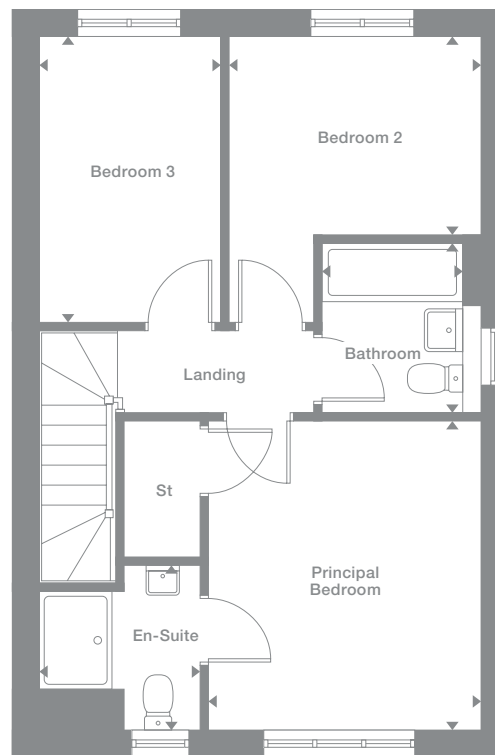 Bedroom 3
Bedroom 2
Bathroom
Landing
St
Principal
Bedroom
En-Suite